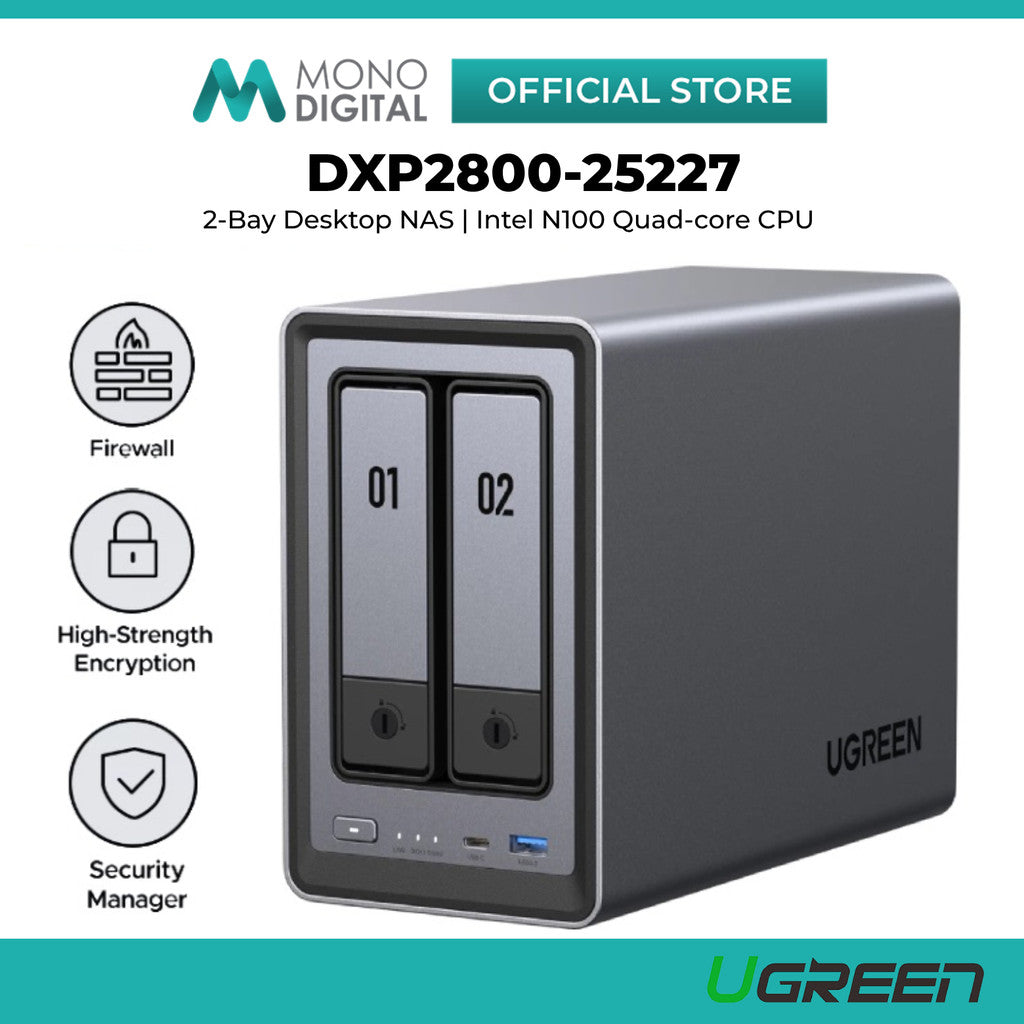 MONO
DIGITAL
OFFICIAL STORE
DXP2800-25227
2-Bay Desktop NAS | Intel N100 Quad-core CPU
Firewall
High-Strength
Encryption
Security
Manager
01
02
UGREEN
USB-C
UGREEN